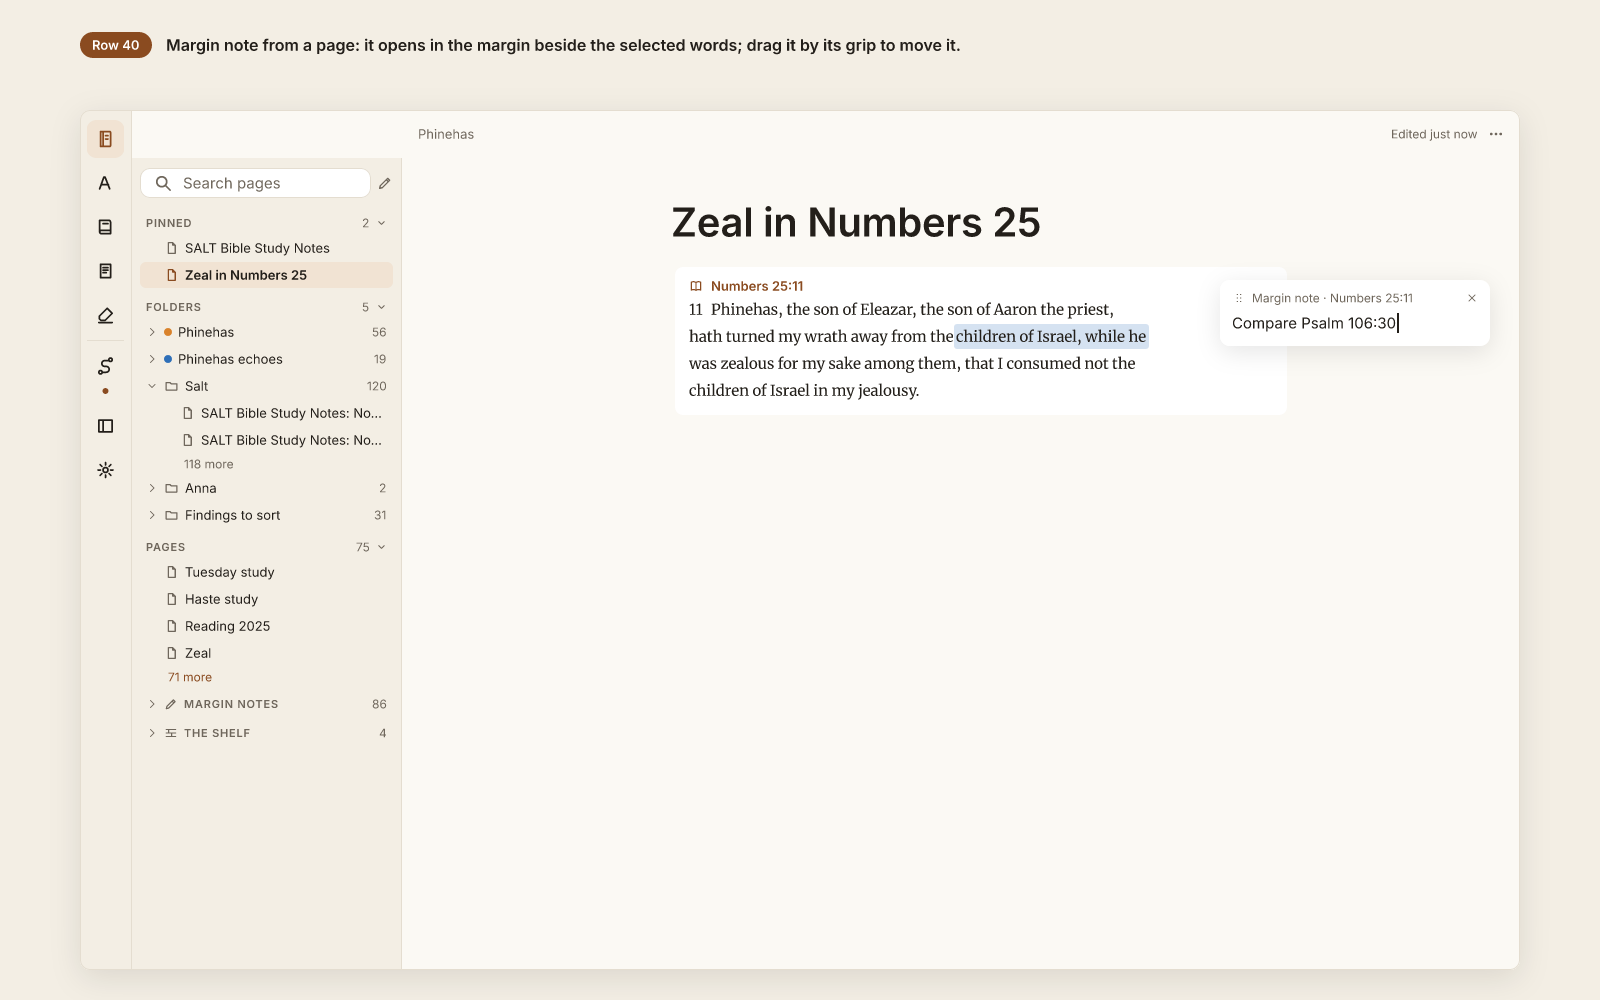 Row 40
Margin note from a page: it opens in the margin beside the selected words; drag it by its grip to move it.
Phinehas
Edited just now
Search pages
PINNED 2
SALT Bible Study Notes
Zeal in Numbers 25
FOLDERS 5
Phinehas 56
Phinehas echoes 19
Salt 120
SALT Bible Study Notes: No...
SALT Bible Study Notes: No...
118 more
Anna 2
Findings to sort 31
PAGES 75
Tuesday study
Haste study
Reading 2025
Zeal
71 more
MARGIN NOTES 86
THE SHELF 4
Zeal in Numbers 25
Numbers 25:11
11 Phinehas, the son of Eleazar, the son of Aaron the priest,
hath turned my wrath away from the children of Israel, while he
was zealous for my sake among them, that I consumed not the
children of Israel in my jealousy.
Margin note · Numbers 25:11
Compare Psalm 106:30